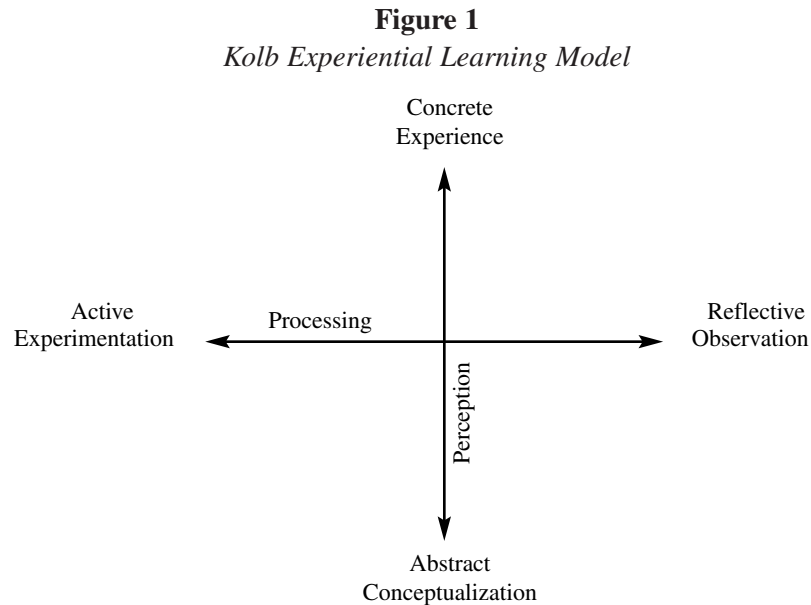 Figure 1
Kolb Experiential Learning Model
Concrete
Experience
Active
Experimentation
Processing
Reflective
Observation
Perception
Abstract
Conceptualization